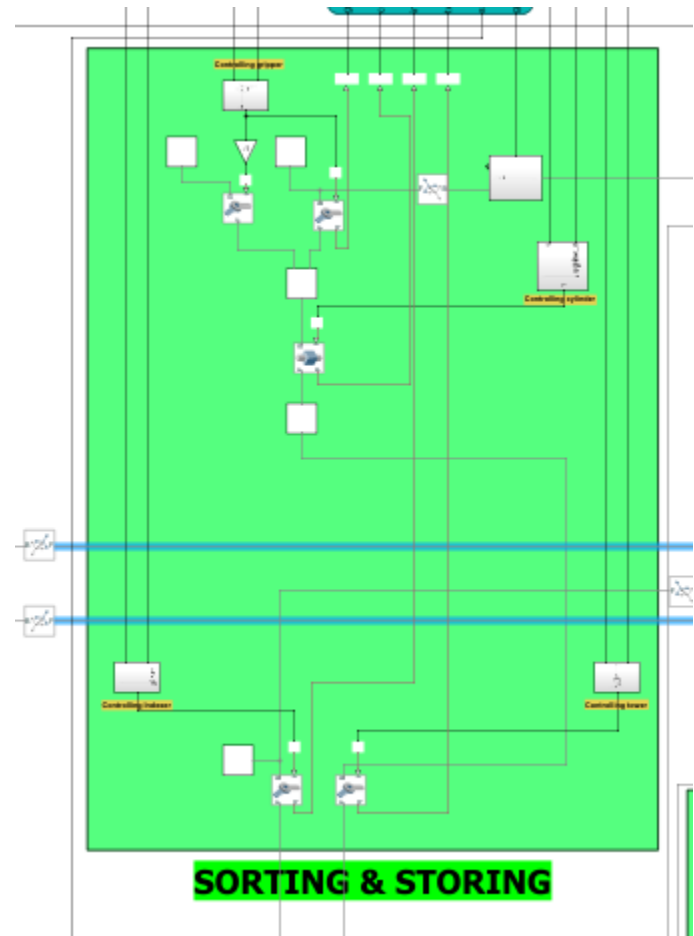 Controlling gripper
Controlling cylinder
Controlling indexer
Controlling tower
SORTING & STORING